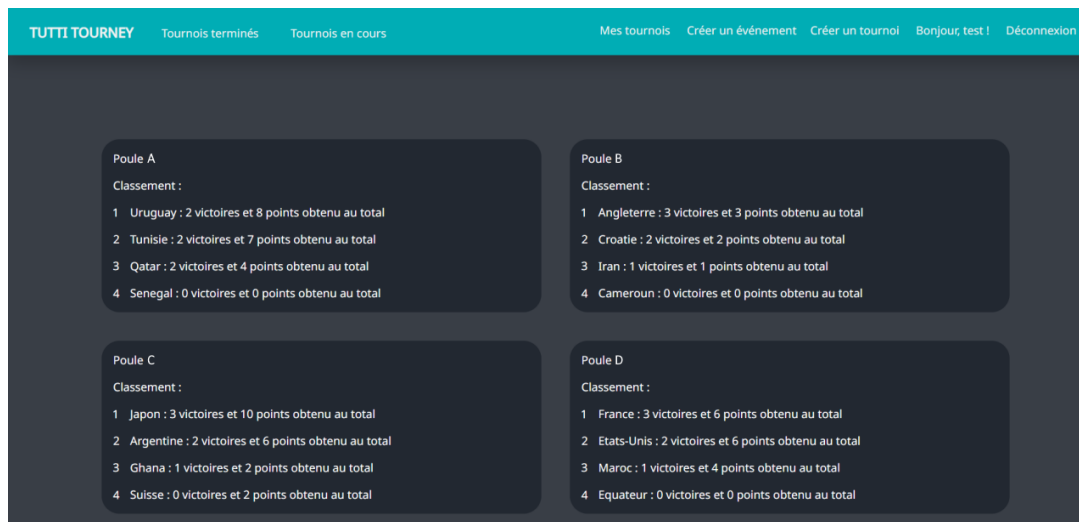 TUTTI TOURNEY Tournois terminés Tournois en cours Mes tournois Créer un événement Créer un tournoi Bonjour, test ! Déconnexion
Poule A
Classement :
1 Uruguay : 2 victoires et 8 points obtenu au total
2 Tunisie : 2 victoires et 7 points obtenu au total
3 Qatar : 2 victoires et 4 points obtenu au total
4 Senegal : 0 victoires et 0 points obtenu au total
Poule B
Classement :
1 Angleterre : 3 victoires et 3 points obtenu au total
2 Croatie : 2 victoires et 2 points obtenu au total
3 Iran : 1 victoires et 1 points obtenu au total
4 Cameroun : 0 victoires et 0 points obtenu au total
Poule C
Classement :
1 Japon : 3 victoires et 10 points obtenu au total
2 Argentine : 2 victoires et 6 points obtenu au total
3 Ghana : 1 victoires et 2 points obtenu au total
4 Suisse : 0 victoires et 2 points obtenu au total
Poule D
Classement :
1 France : 3 victoires et 6 points obtenu au total
2 Etats-Unis : 2 victoires et 6 points obtenu au total
3 Maroc : 1 victoires et 4 points obtenu au total
4 Equateur : 0 victoires et 0 points obtenu au total